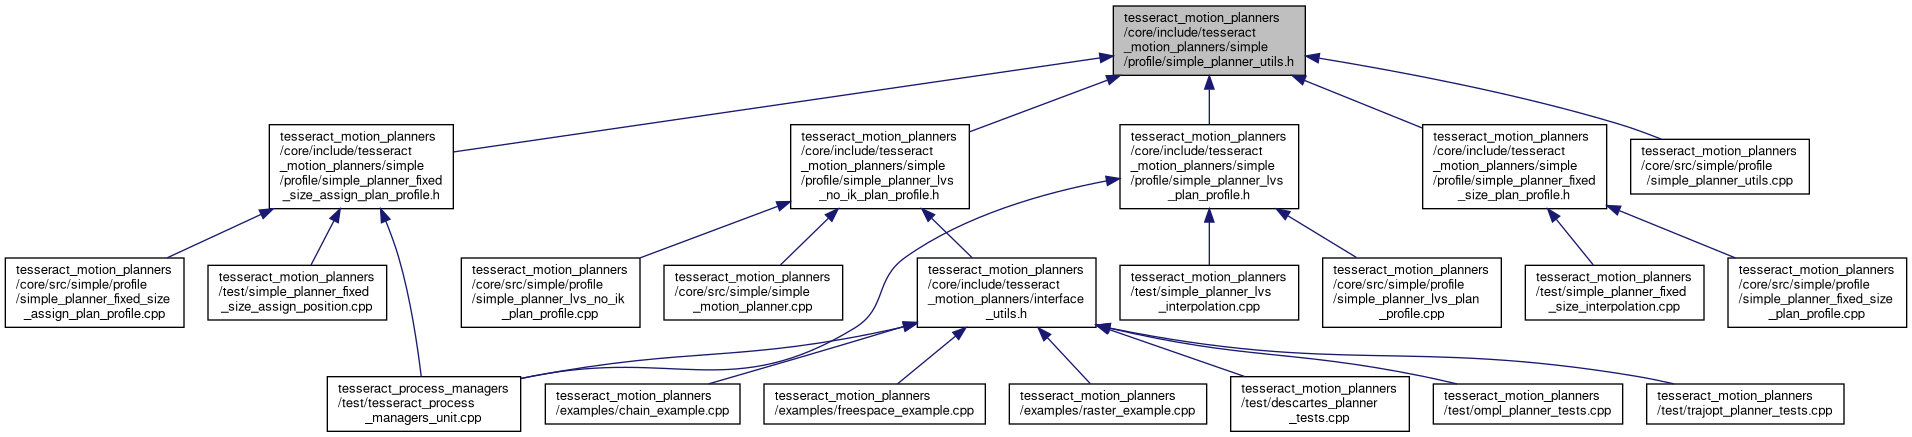 tesseract_motion_planners
/core/include/tesseract
_motion_planners/simple
/profile/simple_planner_utils.h
tesseract_motion_planners
/core/include/tesseract
_motion_planners/simple
/profile/simple_planner_fixed
_size_assign_plan_profile.h
tesseract_motion_planners
/core/include/tesseract
_motion_planners/simple
/profile/simple_planner_lvs
_no_ik_plan_profile.h
tesseract_motion_planners
/core/include/tesseract
_motion_planners/simple
/profile/simple_planner_lvs
_plan_profile.h
tesseract_motion_planners
/core/include/tesseract
_motion_planners/simple
/profile/simple_planner_fixed
_size_plan_profile.h
tesseract_motion_planners
/core/src/simple/profile
/simple_planner_utils.cpp
tesseract_motion_planners
/core/src/simple/profile
/simple_planner_fixed_size
_assign_plan_profile.cpp
tesseract_motion_planners
/test/simple_planner_fixed
_size_assign_position.cpp
tesseract_motion_planners
/core/src/simple/profile
/simple_planner_lvs_no_ik
_plan_profile.cpp
tesseract_motion_planners
/core/src/simple/simple
_motion_planner.cpp
tesseract_motion_planners
/core/include/tesseract
_motion_planners/interface
_utils.h
tesseract_motion_planners
/test/simple_planner_lvs
_interpolation.cpp
tesseract_motion_planners
/core/src/simple/profile
/simple_planner_lvs_plan
_profile.cpp
tesseract_motion_planners
/test/simple_planner_fixed
_size_interpolation.cpp
tesseract_motion_planners
/core/src/simple/profile
/simple_planner_fixed_size
_plan_profile.cpp
tesseract_process_managers
/test/tesseract_process
_managers_unit.cpp
tesseract_motion_planners
/examples/chain_example.cpp
tesseract_motion_planners
/examples/freespace_example.cpp
tesseract_motion_planners
/examples/raster_example.cpp
tesseract_motion_planners
/test/descartes_planner
_tests.cpp
tesseract_motion_planners
/test/ompl_planner_tests.cpp
tesseract_motion_planners
/test/trajopt_planner_tests.cpp